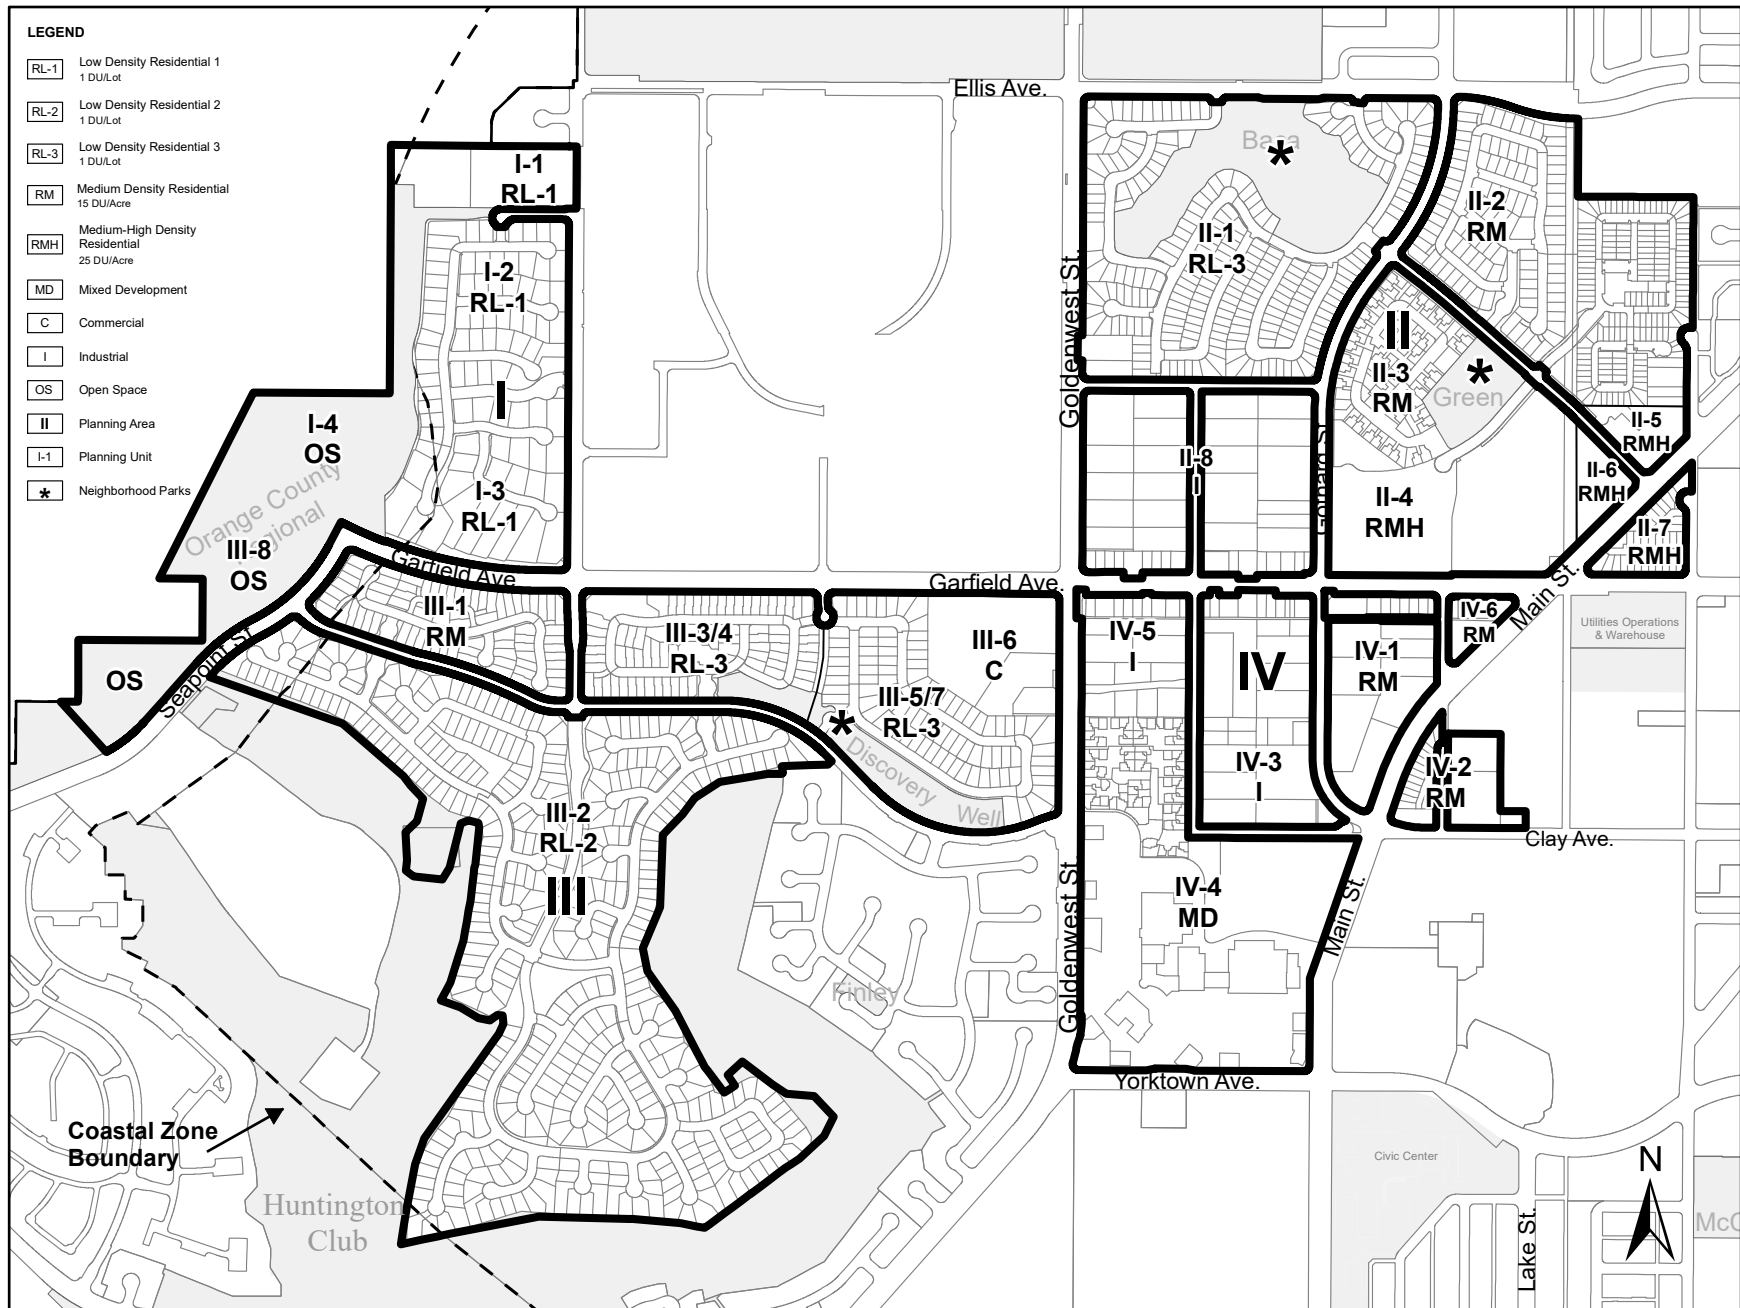 LEGEND
RL-1 Low Density Residential 1
1 DU/Lot
RL-2 Low Density Residential 2
1 DU/Lot
RL-3 Low Density Residential 3
1 DU/Lot
RM Medium Density Residential
15 DU/Acre
RMH Medium-High Density
Residential
25 DU/Acre
MD Mixed Development
C Commercial
I Industrial
OS Open Space
II Planning Area
I-1 Planning Unit
* Neighborhood Parks
Ellis Ave.
I-1
RL-1
I-2
RL-1
I
I-3
RL-1
I-4
OS
Orange County
Regional
III-8
OS
OS
Seapoint St.
Garfield Ave.
Garfield Ave.
Goldenwest St.
Baca
*
II-1
RL-3
II-2
RM
II
II-3
RM
*
Green
II-4
RMH
II-5
RMH
II-6
RMH
II-7
RMH
II-8
I
Gothard St.
Main St.
Utilities Operations
& Warehouse
III-1
RM
III-3/4
RL-3
III-6
C
III-5/7
RL-3
*
Discovery
Well
III-2
RL-2
III
IV-5
I
IV
IV-3
I
IV-1
RM
IV-6
RM
IV-2
RM
Clay Ave.
IV-4
MD
Main St.
Goldenwest St.
Finley
Yorktown Ave.
Coastal Zone
Boundary
Huntington
Club
Civic Center
N
Lake St.